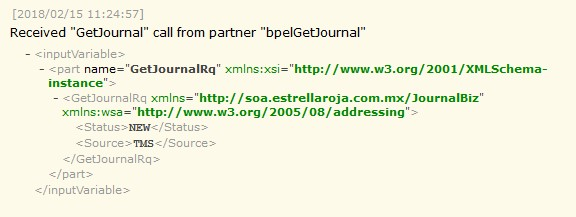 [2018/02/15 11:24:57]
Received "GetJournal" call from partner "bpelGetJournal"
- <inputVariable>
- <part name="GetJournalRq" xmlns:xsi="http://www.w3.org/2001/XMLSchema-
instance">
- <GetJournalRq xmlns="http://soa.estrellaroja.com.mx/JournalBiz"
xmlns:wsa="http://www.w3.org/2005/08/addressing">
<Status>NEW</Status>
<Source>TMS</Source>
</GetJournalRq>
</part>
</inputVariable>